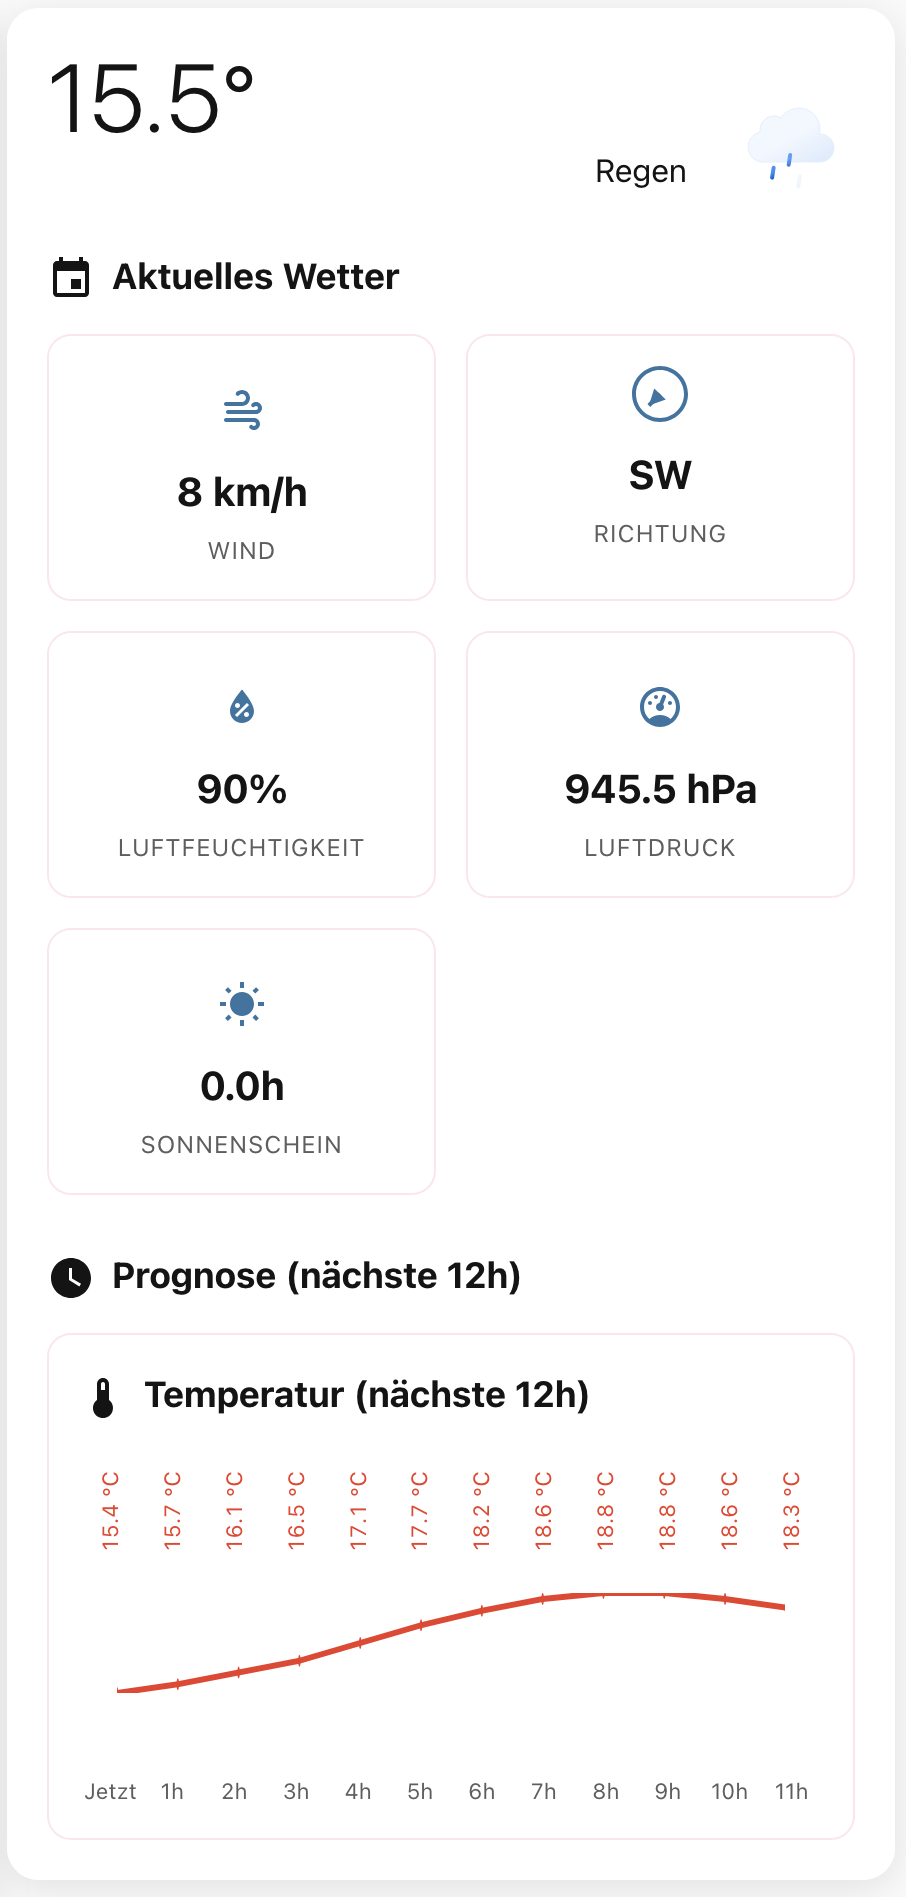 15.5°
Regen
Aktuelles Wetter
8 km/h
WIND
SW
RICHTUNG
90%
LUFTFEUCHTIGKEIT
945.5 hPa
LUFTDRUCK
0.0h
SONNENSCHEIN
Prognose (nächste 12h)
Temperatur (nächste 12h)
15.4 °C 15.7 °C 16.1 °C 16.5 °C 17.1 °C 17.7 °C 18.2 °C 18.6 °C 18.8 °C 18.8 °C 18.6 °C 18.3 °C
Jetzt 1h 2h 3h 4h 5h 6h 7h 8h 9h 10h 11h